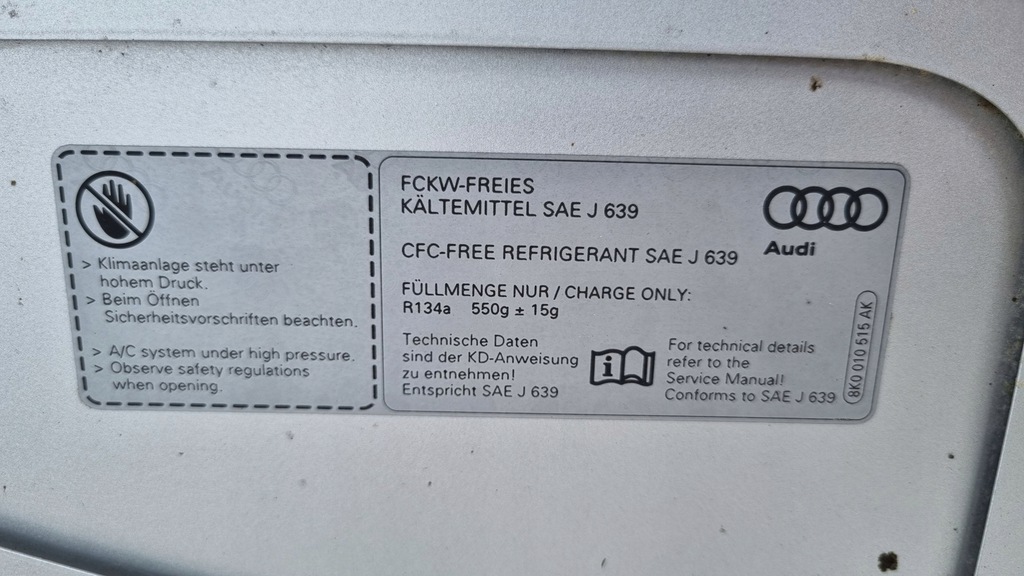 > Klimaanlage steht unter
hohem Druck.
> Beim Öffnen
Sicherheitsvorschriften beachten.
> A/C system under high pressure.
> Observe safety regulations
when opening.
FCKW-FREIES
KÄLTEMITTEL SAE J 639
CFC-FREE REFRIGERANT SAE J 639
FÜLLMENGE NUR / CHARGE ONLY:
R134a 550g ± 15g
Technische Daten
sind der KD-Anweisung
zu entnehmen!
Entspricht SAE J 639
i
For technical details
refer to the
Service Manual!
Conforms to SAE J 639
Audi
8K0 010 515 AK